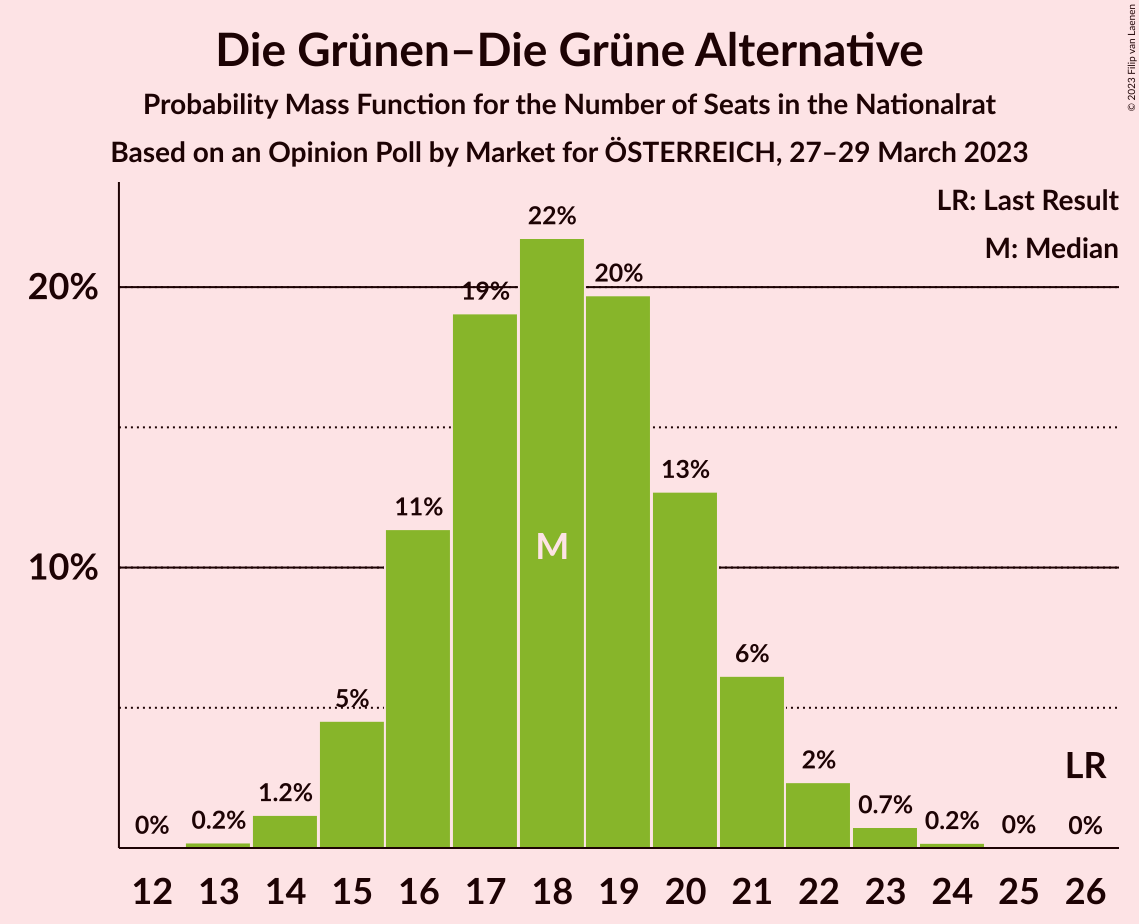 © 2023 Filip van Laenen
Die Grünen–Die Grüne Alternative
Probability Mass Function for the Number of Seats in the Nationalrat
Based on an Opinion Poll by Market for ÖSTERREICH, 27–29 March 2023
LR: Last Result
M: Median
22%
20%
19%
20%
13%
11%
M
10%
6%
5%
2%
LR
1.2%
0.7%
0.2%
0.2%
0%
0%
0%
12 13 14 15 16 17 18 19 20 21 22 23 24 25 26